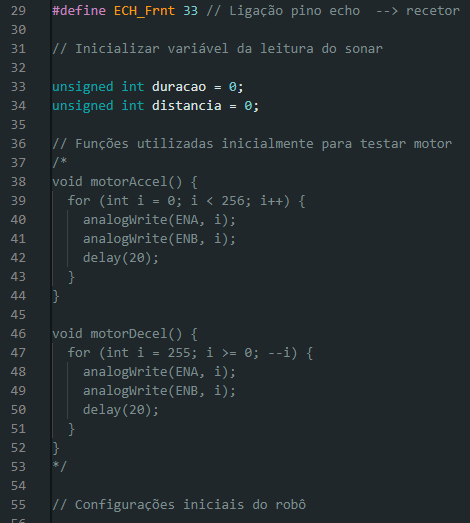 29 #define ECH_Frnt 33 // Ligação pino echo  --> recetor
30
31 // Inicializar variável da leitura do sonar
32
33 unsigned int duracao = 0;
34 unsigned int distancia = 0;
35
36 // Funções utilizadas inicialmente para testar motor
37 /*
38 void motorAccel() {
39   for (int i = 0; i < 256; i++) {
40     analogWrite(ENA, i);
41     analogWrite(ENB, i);
42     delay(20);
43   }
44 }
45
46 void motorDecel() {
47   for (int i = 255; i >= 0; --i) {
48     analogWrite(ENA, i);
49     analogWrite(ENB, i);
50     delay(20);
51   }
52 }
53 */
54
55 // Configurações iniciais do robô